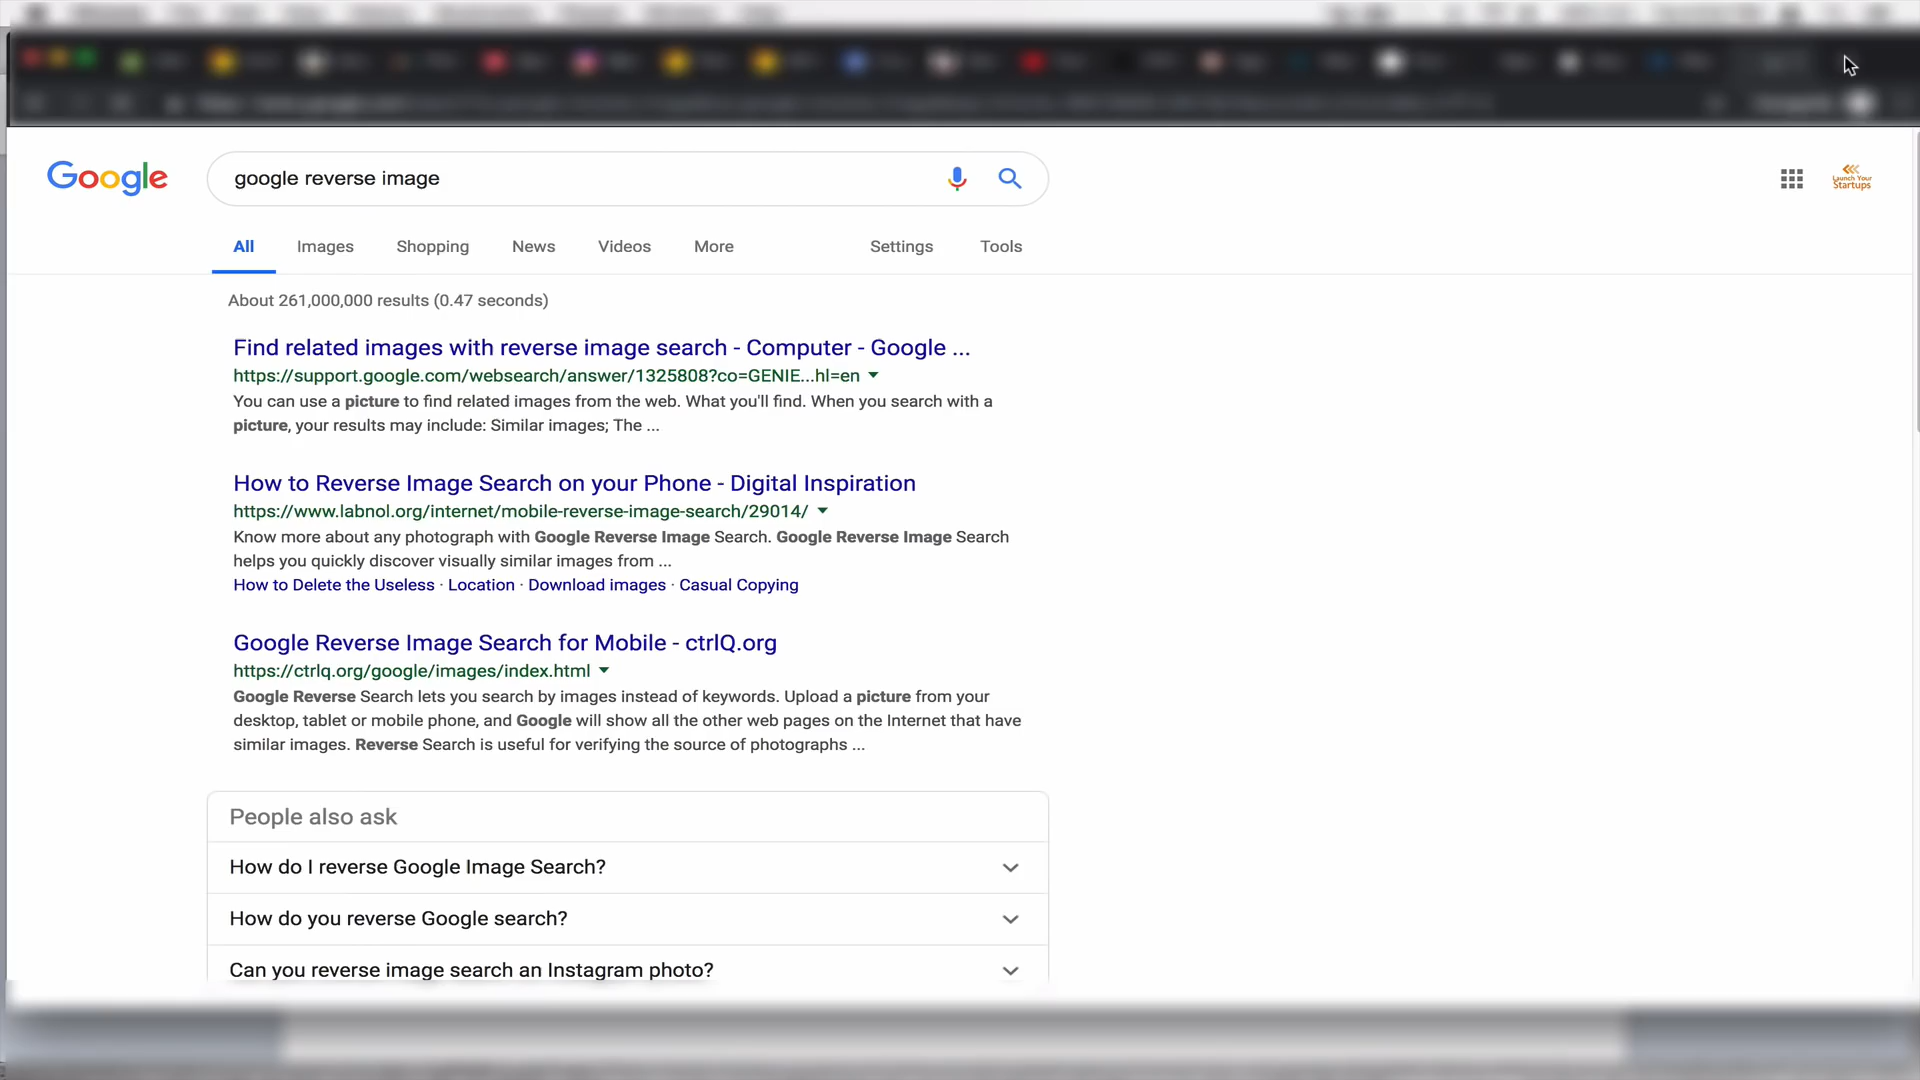 Google
google reverse image
Launch Your
Startups
All Images Shopping News Videos More Settings Tools
About 261,000,000 results (0.47 seconds)
Find related images with reverse image search - Computer - Google ...
https://support.google.com/websearch/answer/1325808?co=GENIE...hl=en
You can use a picture to find related images from the web. What you'll find. When you search with a
picture, your results may include: Similar images; The ...
How to Reverse Image Search on your Phone - Digital Inspiration
https://www.labnol.org/internet/mobile-reverse-image-search/29014/
Know more about any photograph with Google Reverse Image Search. Google Reverse Image Search
helps you quickly discover visually similar images from ...
How to Delete the Useless · Location · Download images · Casual Copying
Google Reverse Image Search for Mobile - ctrlQ.org
https://ctrlq.org/google/images/index.html
Google Reverse Search lets you search by images instead of keywords. Upload a picture from your
desktop, tablet or mobile phone, and Google will show all the other web pages on the Internet that have
similar images. Reverse Search is useful for verifying the source of photographs ...
People also ask
How do I reverse Google Image Search?
How do you reverse Google search?
Can you reverse image search an Instagram photo?